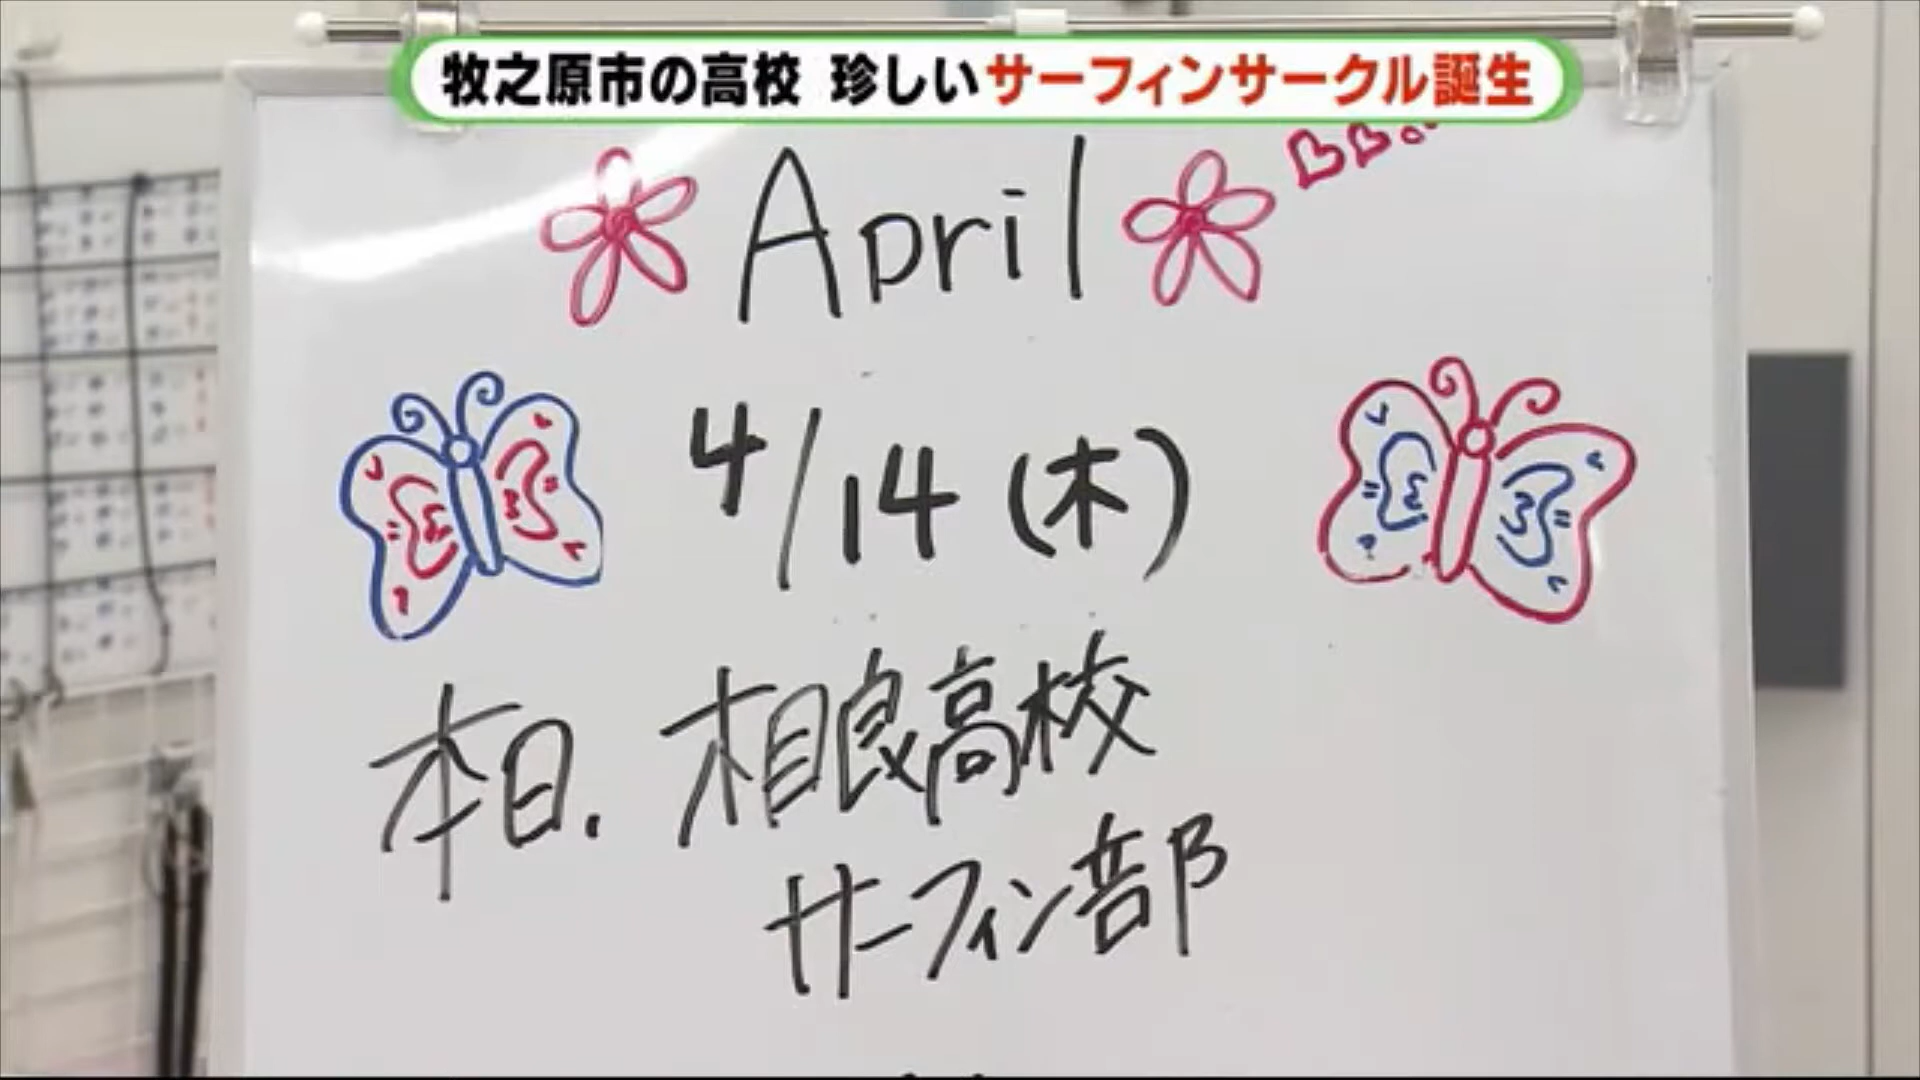 牧之原市の高校 珍しいサーフィンサークル誕生
April
4/14(木)
本日、相良高校
サーフィン部